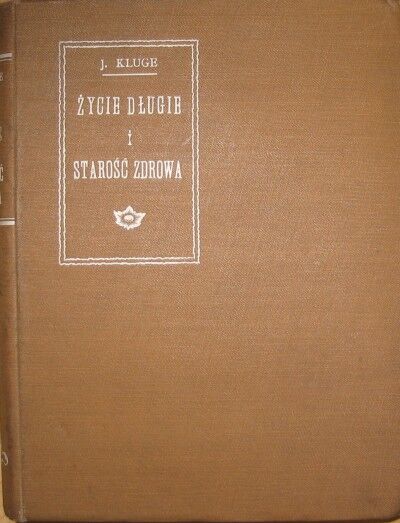 J. KLUGE
ŻYCIE DŁUGIE
I
STAROŚĆ ZDROWA